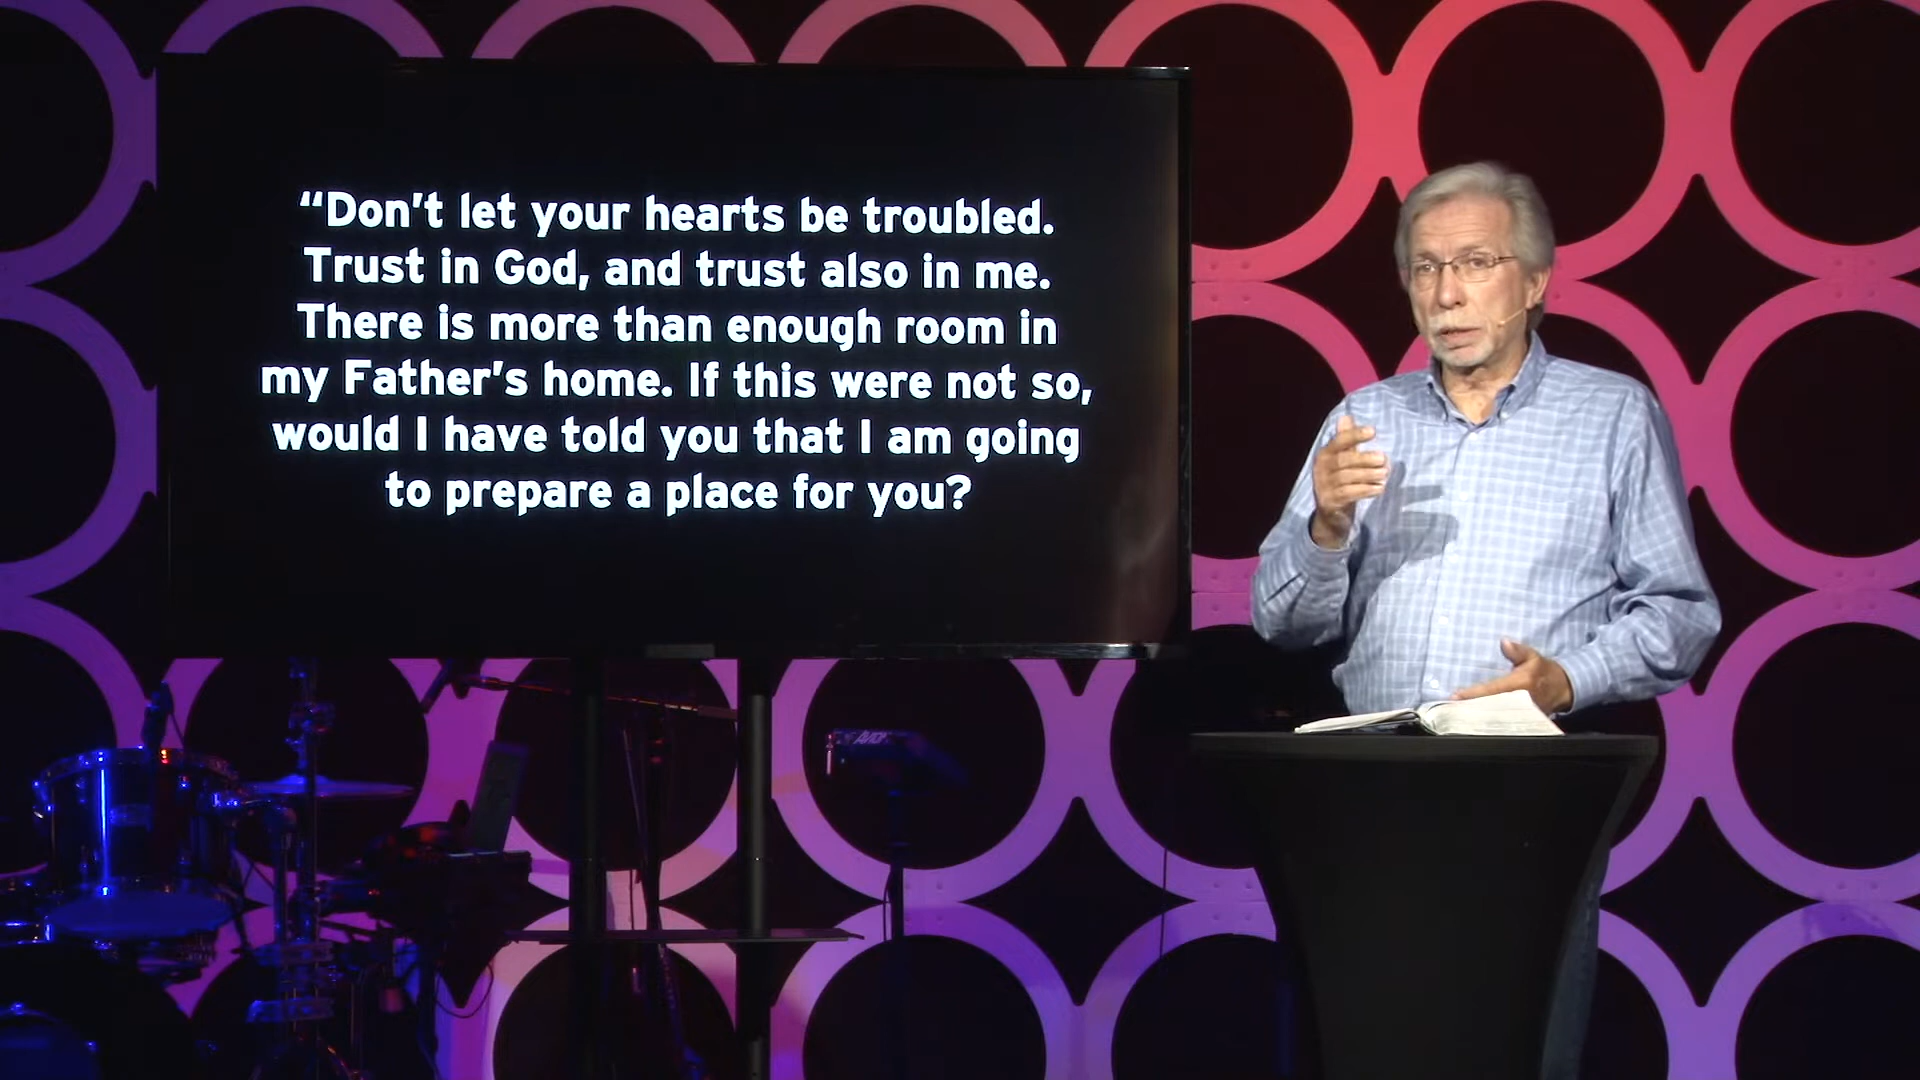 “Don’t let your hearts be troubled.
Trust in God, and trust also in me.
There is more than enough room in
my Father’s home. If this were not so,
would I have told you that I am going
to prepare a place for you?